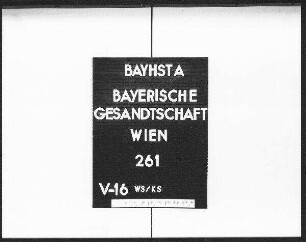 BAYHSTA
BAYERISCHE
GESANDTSCHAFT
WIEN
261
V-16 WS/KS